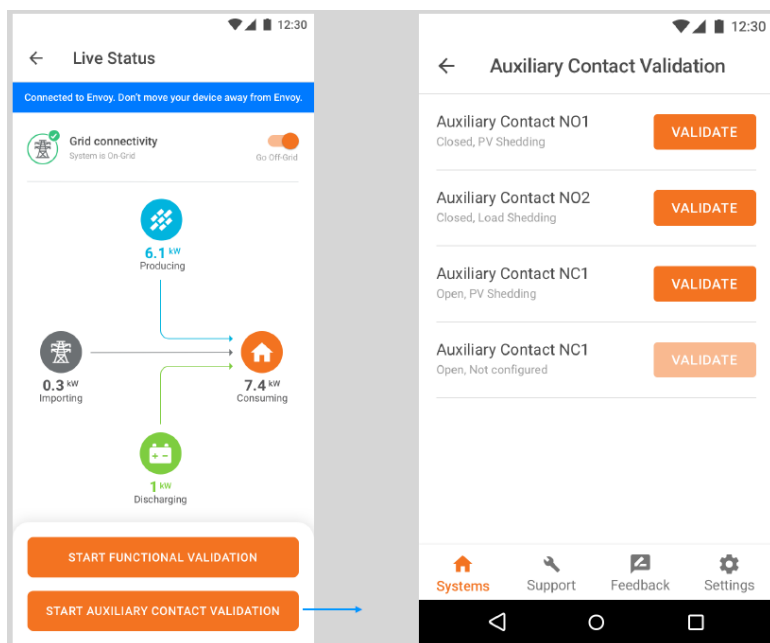 12:30
Live Status
Connected to Envoy. Don't move your device away from Envoy.
Grid connectivity
System is On-Grid
Go Off-Grid
6.1 kW
Producing
0.3 kW
Importing
7.4 kW
Consuming
1 kW
Discharging
START FUNCTIONAL VALIDATION
START AUXILIARY CONTACT VALIDATION
12:30
Auxiliary Contact Validation
Auxiliary Contact NO1
Closed, PV Shedding
VALIDATE
Auxiliary Contact NO2
Closed, Load Shedding
VALIDATE
Auxiliary Contact NC1
Open, PV Shedding
VALIDATE
Auxiliary Contact NC1
Open, Not configured
VALIDATE
Systems
Support
Feedback
Settings